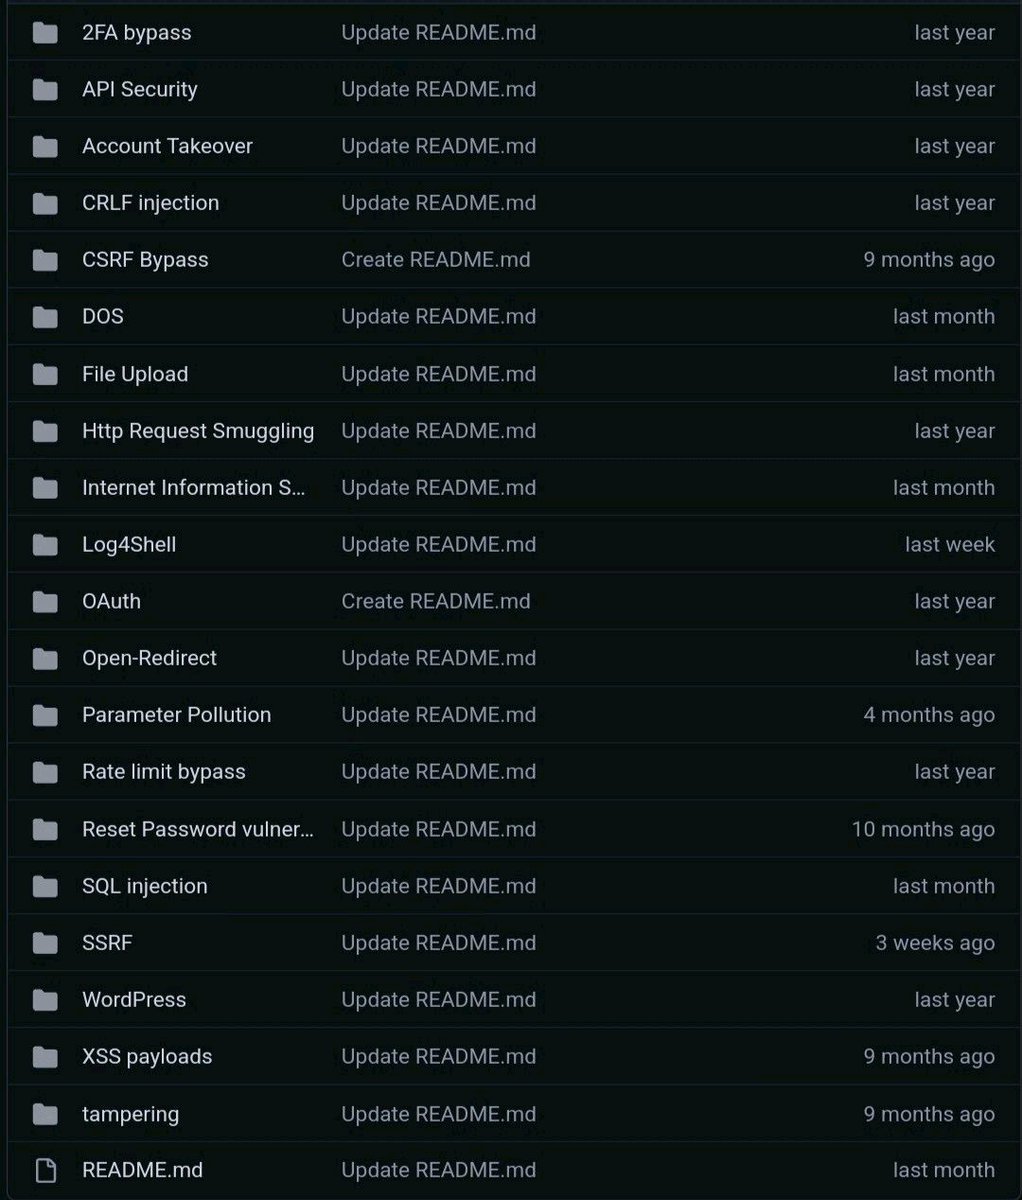 2FA bypass Update README.md last year
API Security Update README.md last year
Account Takeover Update README.md last year
CRLF injection Update README.md last year
CSRF Bypass Create README.md 9 months ago
DOS Update README.md last month
File Upload Update README.md last month
Http Request Smuggling Update README.md last year
Internet Information S... Update README.md last month
Log4Shell Update README.md last week
OAuth Create README.md last year
Open-Redirect Update README.md last year
Parameter Pollution Update README.md 4 months ago
Rate limit bypass Update README.md last year
Reset Password vulner... Update README.md 10 months ago
SQL injection Update README.md last month
SSRF Update README.md 3 weeks ago
WordPress Update README.md last year
XSS payloads Update README.md 9 months ago
tampering Update README.md 9 months ago
README.md Update README.md last month